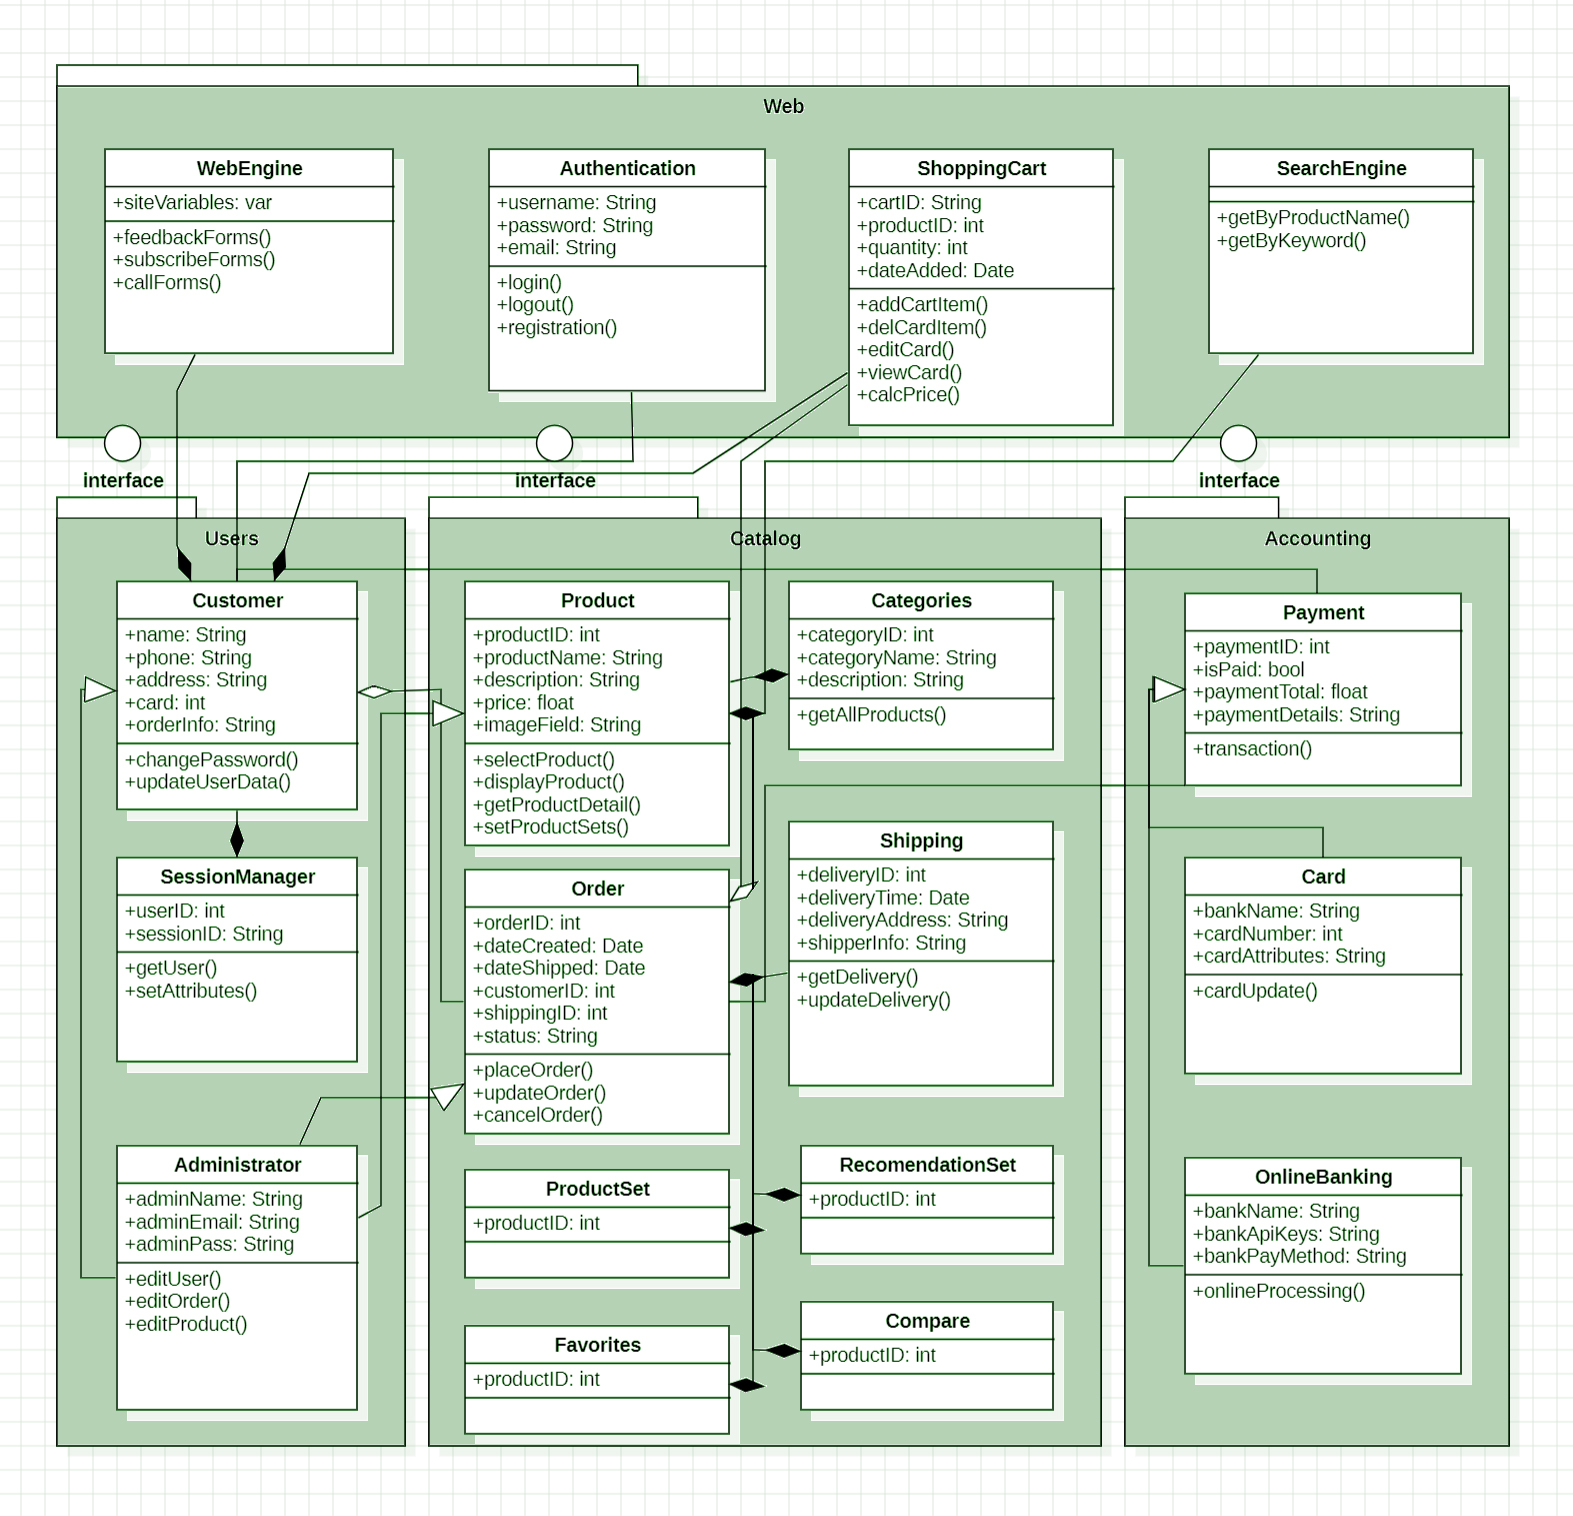 Web
WebEngine
+siteVariables: var
+feedbackForms()
+subscribeForms()
+callForms()
Authentication
+username: String
+password: String
+email: String
+login()
+logout()
+registration()
ShoppingCart
+cartID: String
+productID: int
+quantity: int
+dateAdded: Date
+addCartItem()
+delCardItem()
+editCard()
+viewCard()
+calcPrice()
SearchEngine
+getByProductName()
+getByKeyword()
interface
interface
interface
Users
Customer
+name: String
+phone: String
+address: String
+card: int
+orderInfo: String
+changePassword()
+updateUserData()
SessionManager
+userID: int
+sessionID: String
+getUser()
+setAttributes()
Administrator
+adminName: String
+adminEmail: String
+adminPass: String
+editUser()
+editOrder()
+editProduct()
Catalog
Product
+productID: int
+productName: String
+description: String
+price: float
+imageField: String
+selectProduct()
+displayProduct()
+getProductDetail()
+setProductSets()
Categories
+categoryID: int
+categoryName: String
+description: String
+getAllProducts()
Order
+orderID: int
+dateCreated: Date
+dateShipped: Date
+customerID: int
+shippingID: int
+status: String
+placeOrder()
+updateOrder()
+cancelOrder()
Shipping
+deliveryID: int
+deliveryTime: Date
+deliveryAddress: String
+shipperInfo: String
+getDelivery()
+updateDelivery()
ProductSet
+productID: int
RecomendationSet
+productID: int
Favorites
+productID: int
Compare
+productID: int
Accounting
Payment
+paymentID: int
+isPaid: bool
+paymentTotal: float
+paymentDetails: String
+transaction()
Card
+bankName: String
+cardNumber: int
+cardAttributes: String
+cardUpdate()
OnlineBanking
+bankName: String
+bankApiKeys: String
+bankPayMethod: String
+onlineProcessing()